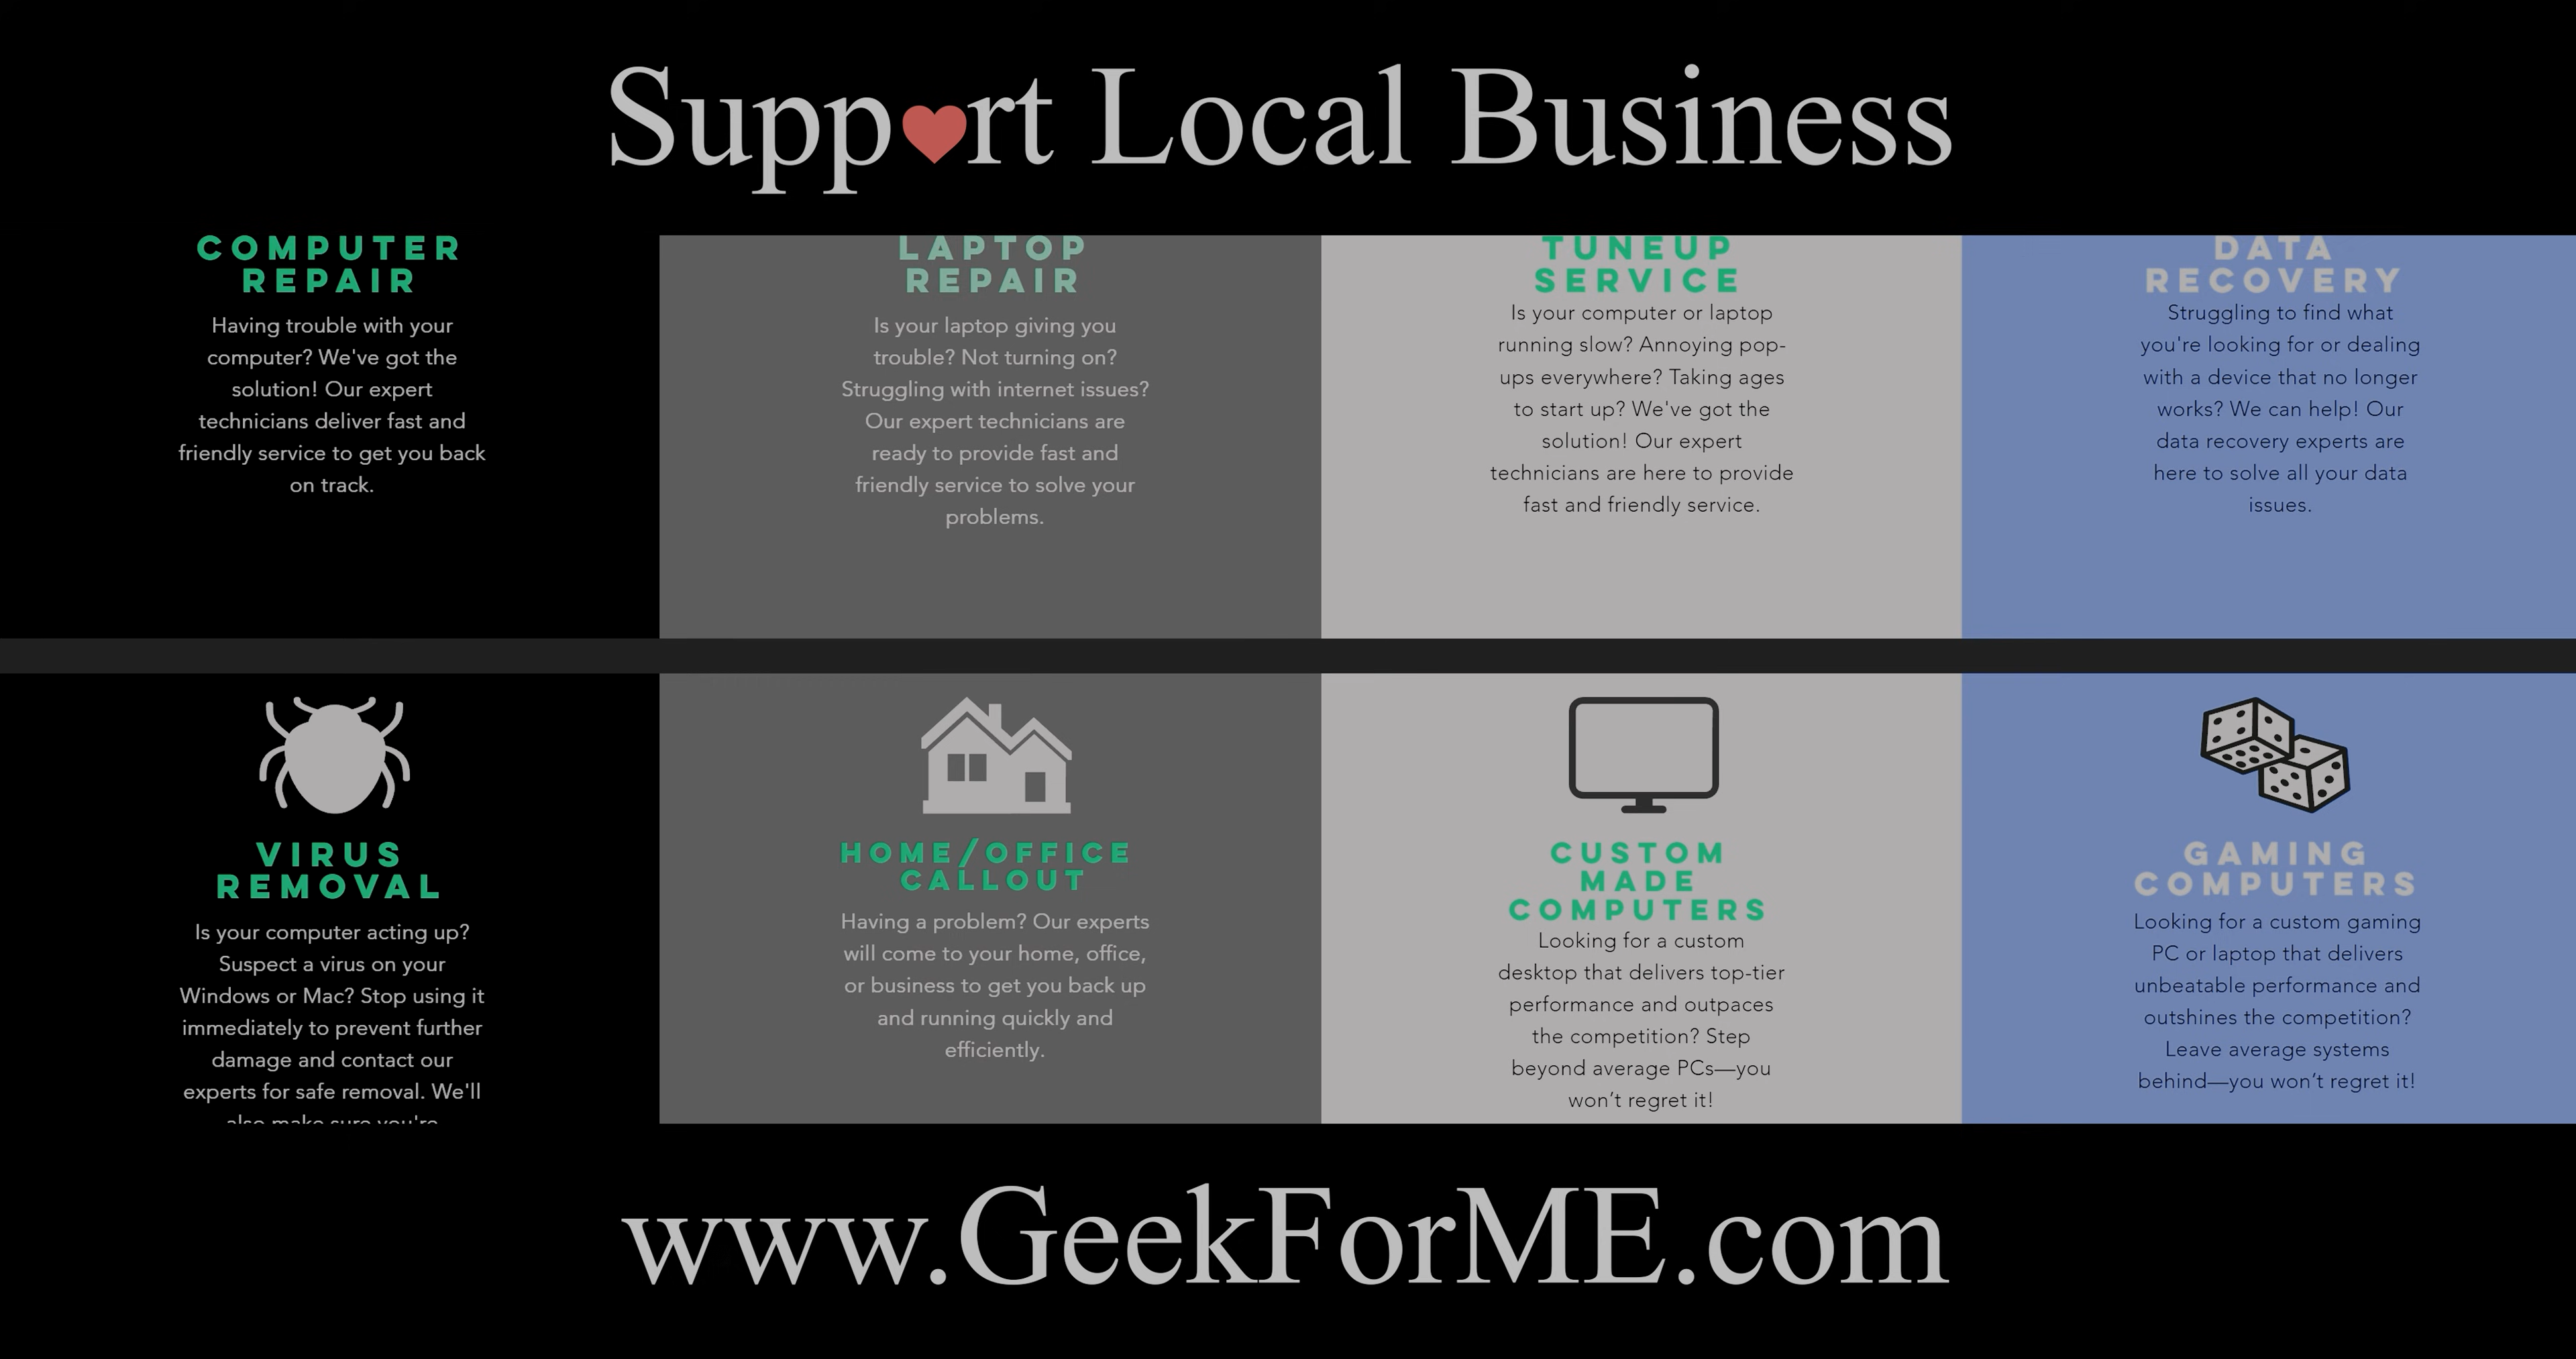 Supp❤rt Local Business
COMPUTER
REPAIR
Having trouble with your
computer? We've got the
solution! Our expert
technicians deliver fast and
friendly service to get you back
on track.
LAPTOP
REPAIR
Is your laptop giving you
trouble? Not turning on?
Struggling with internet issues?
Our expert technicians are
ready to provide fast and
friendly service to solve your
problems.
TUNEUP
SERVICE
Is your computer or laptop
running slow? Annoying pop-
ups everywhere? Taking ages
to start up? We've got the
solution! Our expert
technicians are here to provide
fast and friendly service.
DATA
RECOVERY
Struggling to find what
you're looking for or dealing
with a device that no longer
works? We can help! Our
data recovery experts are
here to solve all your data
issues.
VIRUS
REMOVAL
Is your computer acting up?
Suspect a virus on your
Windows or Mac? Stop using it
immediately to prevent further
damage and contact our
experts for safe removal. We'll
also make sure you're
HOME/OFFICE
CALLOUT
Having a problem? Our experts
will come to your home, office,
or business to get you back up
and running quickly and
efficiently.
CUSTOM
MADE
COMPUTERS
Looking for a custom
desktop that delivers top-tier
performance and outpaces
the competition? Step
beyond average PCs—you
won’t regret it!
GAMING
COMPUTERS
Looking for a custom gaming
PC or laptop that delivers
unbeatable performance and
outshines the competition?
Leave average systems
behind—you won’t regret it!
www.GeekForME.com